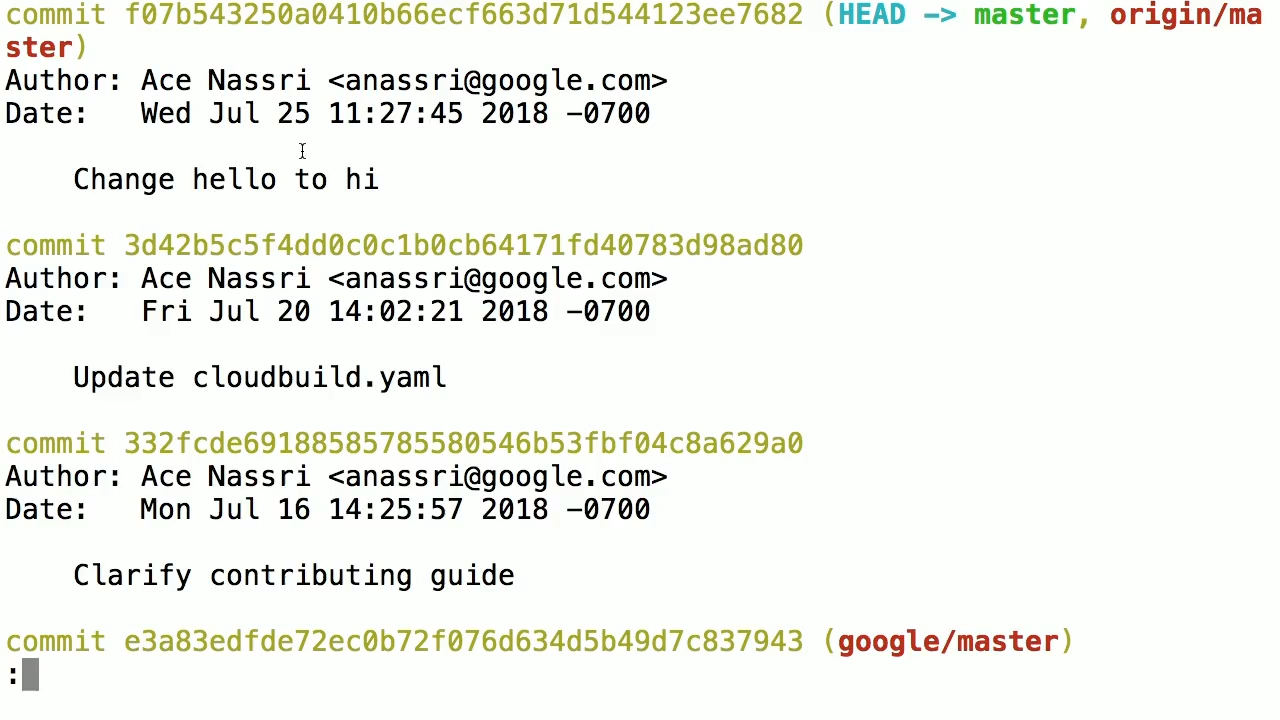 commit f07b543250a0410b66ecf663d71d544123ee7682 (HEAD -> master, origin/ma
ster)
Author: Ace Nassri <anassri@google.com>
Date:   Wed Jul 25 11:27:45 2018 -0700
    Change hello to hi
commit 3d42b5c5f4dd0c0c1b0cb64171fd40783d98ad80
Author: Ace Nassri <anassri@google.com>
Date:   Fri Jul 20 14:02:21 2018 -0700
    Update cloudbuild.yaml
commit 332fcde69188585785580546b53fbf04c8a629a0
Author: Ace Nassri <anassri@google.com>
Date:   Mon Jul 16 14:25:57 2018 -0700
    Clarify contributing guide
commit e3a83edfde72ec0b72f076d634d5b49d7c837943 (google/master)
: